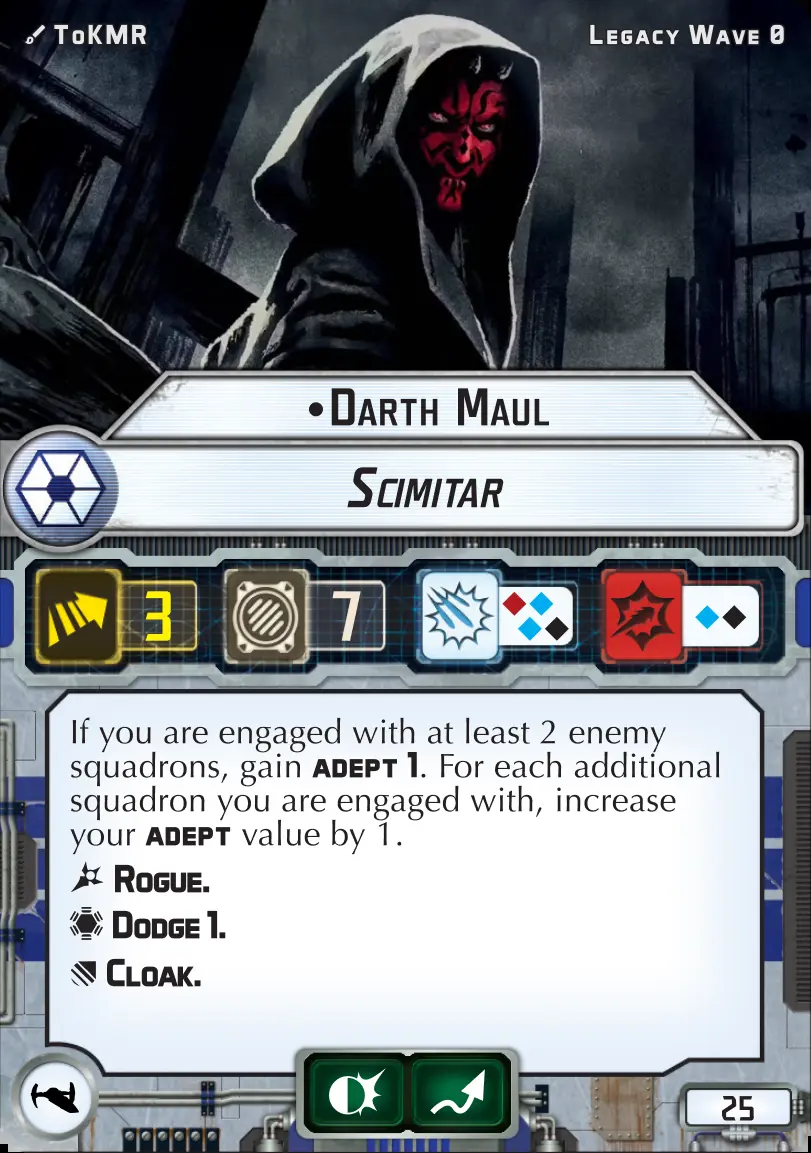 ToKMR
Legacy Wave 0
•Darth Maul
Scimitar
3
7
If you are engaged with at least 2 enemy
squadrons, gain ADEPT 1. For each additional
squadron you are engaged with, increase
your ADEPT value by 1.
Rogue.
Dodge 1.
Cloak.
25